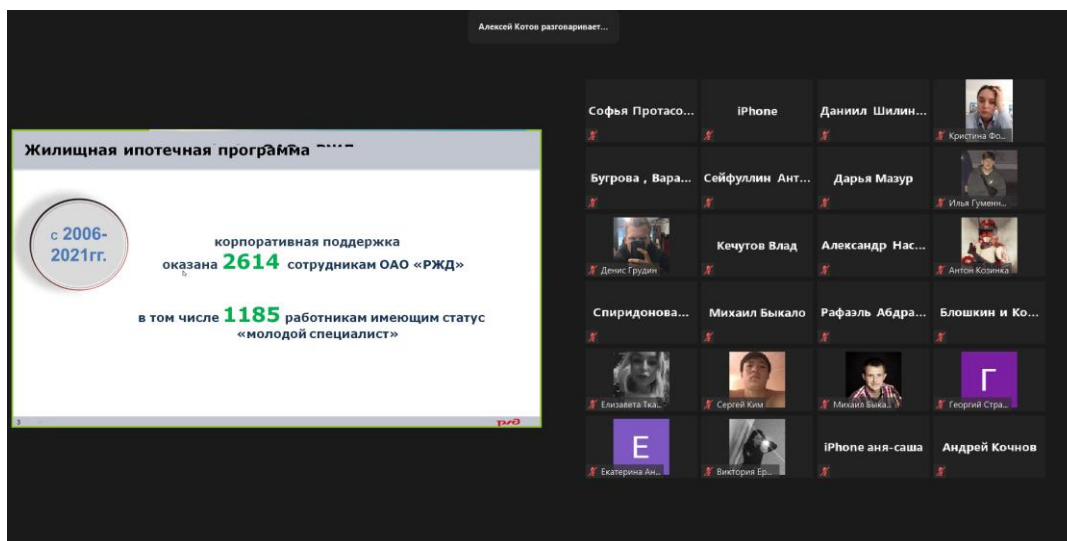 Алексей Котов разговаривает...
Жилищная ипотечная программа
с 2006-
2021гг.
корпоративная поддержка
оказана 2614 сотрудникам ОАО «РЖД»
в том числе 1185 работникам имеющим статус
«молодой специалист»
3
ржд
Софья Протасо...
iPhone
Даниил Шилин...
Кристина Фо...
Бугрова , Вара...
Сейфуллин Ант...
Дарья Мазур
Илья Гуменн...
Денис Грудин
Кечутов Влад
Александр Нас...
Антон Козинка
Спиридонова...
Михаил Быкало
Рафаэль Абдра...
Блошкин и Ко...
Елизавета Тка...
Сергей Ким
Михаил Быка...
Г
Георгий Стра...
Е
Екатерина Ан...
Виктория Ер...
iPhone аня-саша
Андрей Кочнов